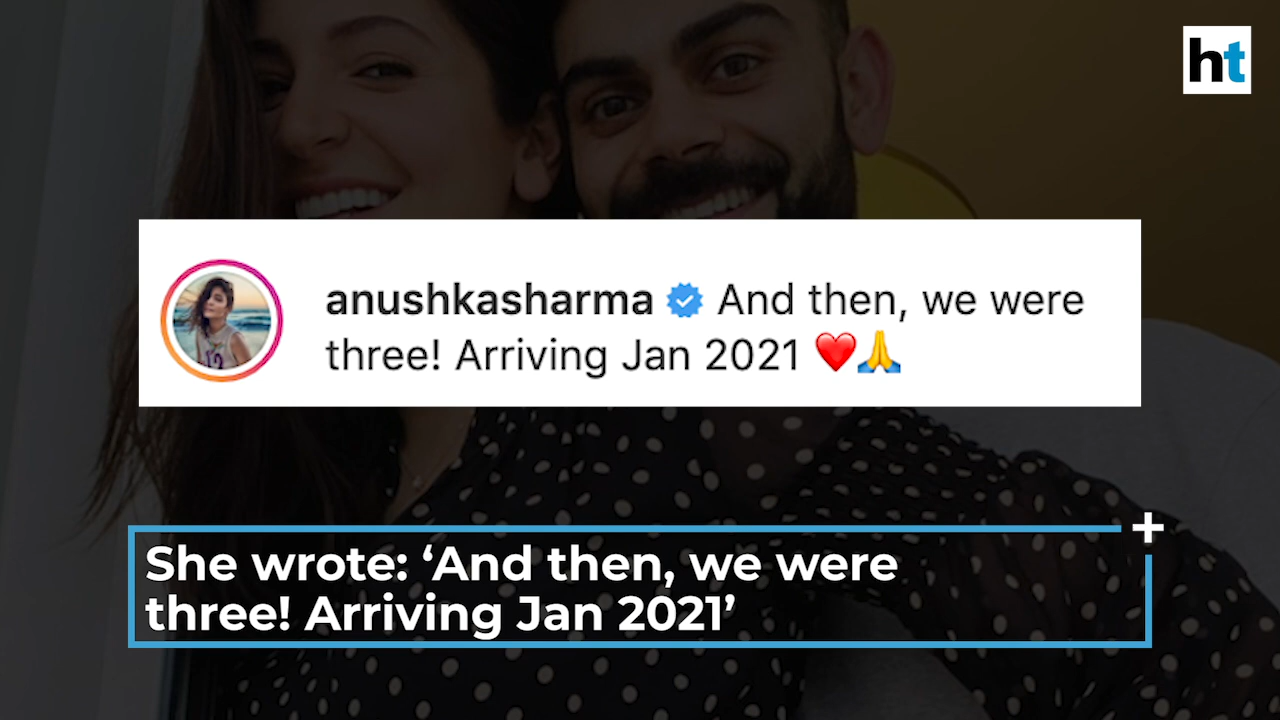 ht
anushkasharma And then, we were
three! Arriving Jan 2021 ❤️🙏
She wrote: ‘And then, we were
three! Arriving Jan 2021’